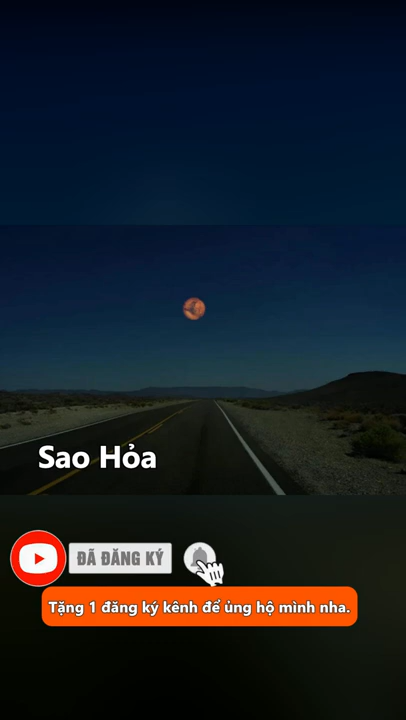 Sao Hỏa
ĐÃ ĐĂNG KÝ
Tặng 1 đăng ký kênh để ủng hộ mình nha.